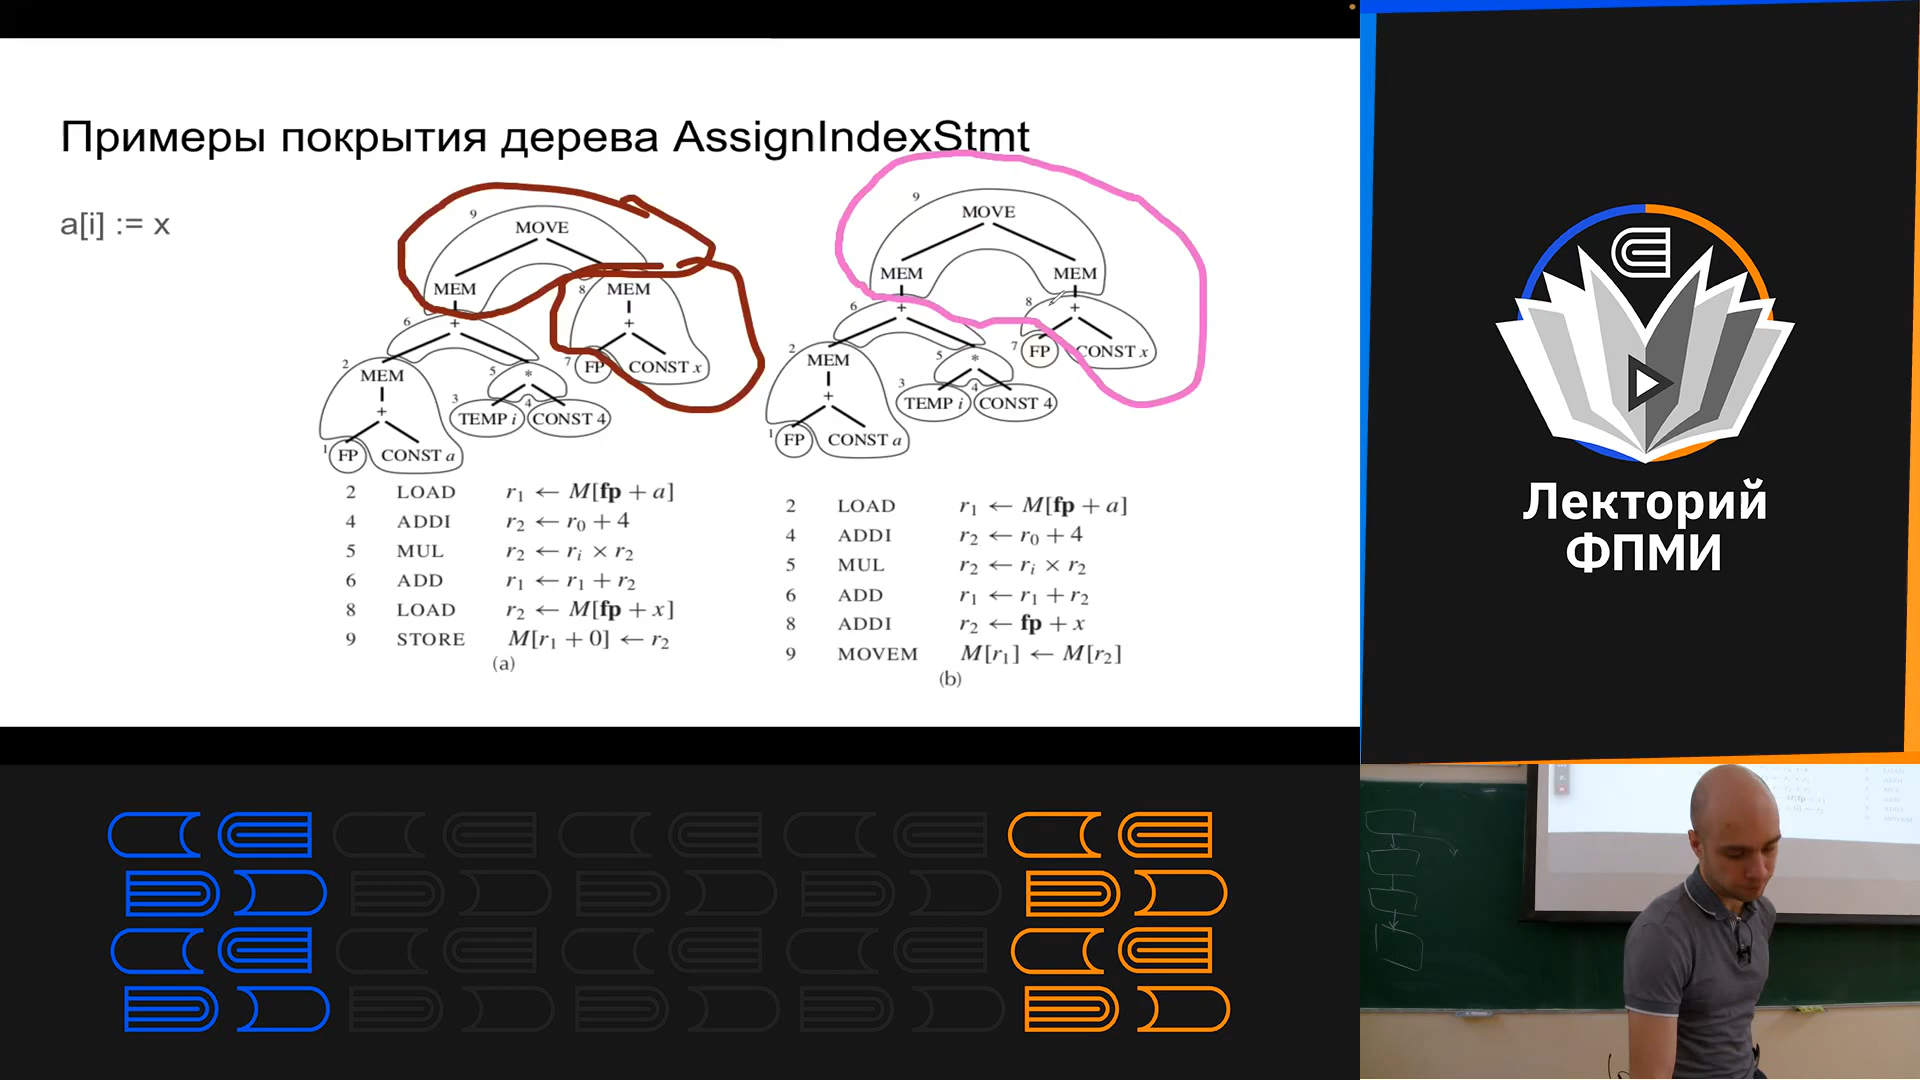 Примеры покрытия дерева AssignIndexStmt
a[i] := x
9
MOVE
MEM
8 MEM
6
+
+
2
MEM
5
*
7
FP
CONST x
+
3
TEMP i
4
CONST 4
1
FP
CONST a
2 LOAD r₁ ← M[fp + a]
4 ADDI r₂ ← r₀ + 4
5 MUL r₂ ← rᵢ × r₂
6 ADD r₁ ← r₁ + r₂
8 LOAD r₂ ← M[fp + x]
9 STORE M[r₁ + 0] ← r₂
(a)
9
MOVE
MEM
MEM
6
+
8
+
2
MEM
5
*
7
FP
CONST x
+
3
TEMP i
4
CONST 4
1
FP
CONST a
2 LOAD r₁ ← M[fp + a]
4 ADDI r₂ ← r₀ + 4
5 MUL r₂ ← rᵢ × r₂
6 ADD r₁ ← r₁ + r₂
8 ADDI r₂ ← fp + x
9 MOVEM M[r₁] ← M[r₂]
(b)
Лекторий
ФПМИ